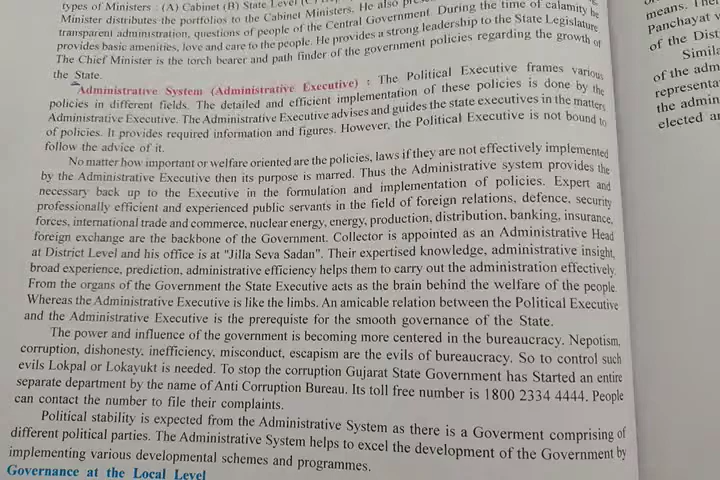 types of Ministers : (A) Cabinet (B) State Level
Minister distributes the portfolios to the Cabinet Ministers. He also
transparent administration, questions of people of the Central Government. During the time of calamity he
provides basic amenities, love and care to the people. He provides a strong leadership to the State Legislature
The Chief Minister is the torch bearer and path finder of the government policies regarding the growth of
the State.
Administrative System (Administrative Executive) : The Political Executive frames various
policies in different fields. The detailed and efficient implementation of these policies is done by the
Administrative Executive. The Administrative Executive advises and guides the state executives in the matters
of policies. It provides required information and figures. However, the Political Executive is not bound to
follow the advice of it.
No matter how important or welfare oriented are the policies, laws if they are not effectively implemented
by the Administrative Executive then its purpose is marred. Thus the Administrative system provides the
necessary back up to the Executive in the formulation and implementation of policies. Expert and
professionally efficient and experienced public servants in the field of foreign relations, defence, security
forces, international trade and commerce, nuclear energy, energy, production, distribution, banking, insurance,
foreign exchange are the backbone of the Government. Collector is appointed as an Administrative Head
at District Level and his office is at "Jilla Seva Sadan". Their expertised knowledge, administrative insight,
broad experience, prediction, administrative efficiency helps them to carry out the administration effectively.
From the organs of the Government the State Executive acts as the brain behind the welfare of the people.
Whereas the Administrative Executive is like the limbs. An amicable relation between the Political Executive
and the Administrative Executive is the prerequiste for the smooth governance of the State.
The power and influence of the government is becoming more centered in the bureaucracy. Nepotism,
corruption, dishonesty, inefficiency, misconduct, escapism are the evils of bureaucracy. So to control such
evils Lokpal or Lokayukt is needed. To stop the corruption Gujarat State Government has Started an entire
separate department by the name of Anti Corruption Bureau. Its toll free number is 1800 2334 4444. People
can contact the number to file their complaints.
Political stability is expected from the Administrative System as there is a Goverment comprising of
different political parties. The Administrative System helps to excel the development of the Government by
implementing various developmental schemes and programmes.
Governance at the Local Level
means.
Panchayat
of the Dist
Simila
of the adm
representa
the admin
elected ar